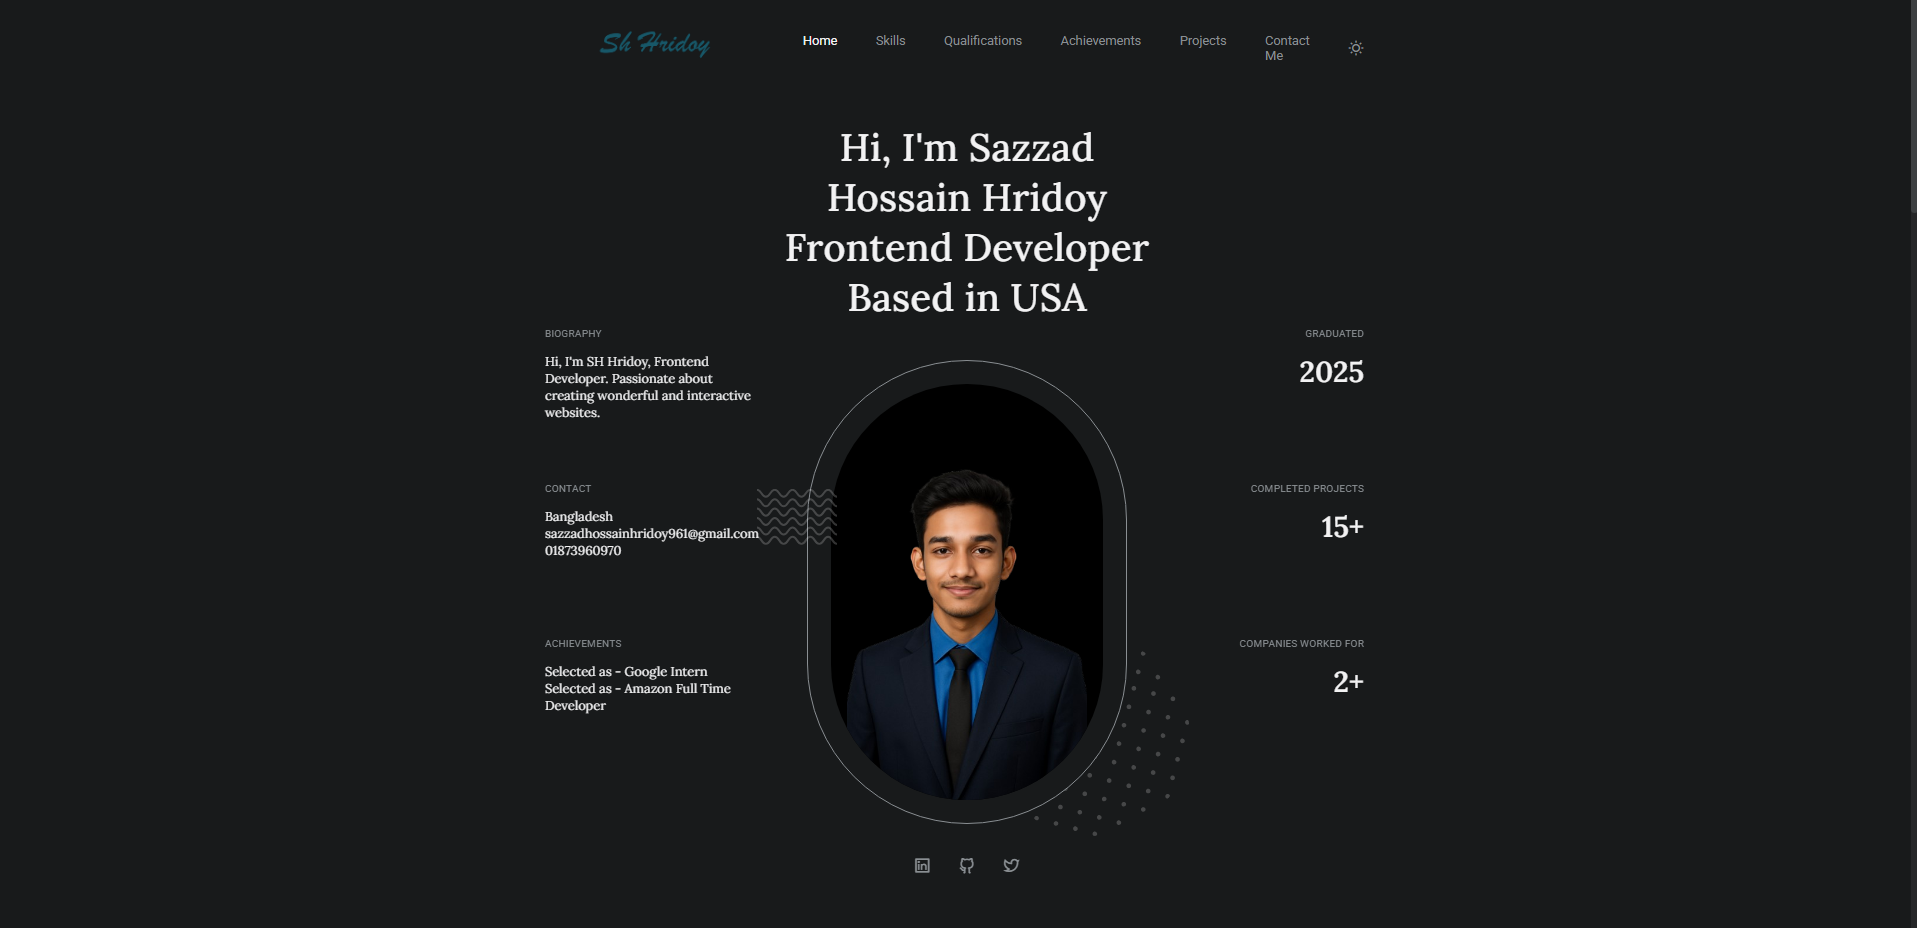 Sh Hridoy
Home
Skills
Qualifications
Achievements
Projects
Contact
Me
Hi, I'm Sazzad
Hossain Hridoy
Frontend Developer
Based in USA
BIOGRAPHY
Hi, I'm SH Hridoy, Frontend
Developer. Passionate about
creating wonderful and interactive
websites.
CONTACT
Bangladesh
sazzadhossainhridoy961@gmail.com
01873960970
ACHIEVEMENTS
Selected as - Google Intern
Selected as - Amazon Full Time
Developer
GRADUATED
2025
COMPLETED PROJECTS
15+
COMPANIES WORKED FOR
2+